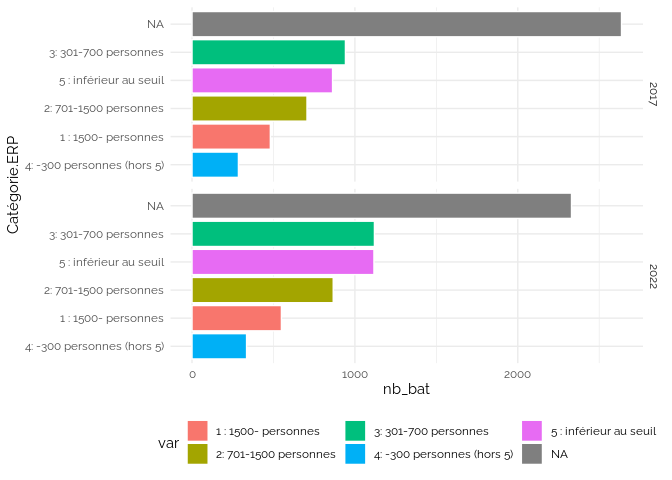 Catégorie.ERP
NA
3: 301-700 personnes
5 : inférieur au seuil
2: 701-1500 personnes
1 : 1500- personnes
4: -300 personnes (hors 5)
2017
NA
3: 301-700 personnes
5 : inférieur au seuil
2: 701-1500 personnes
1 : 1500- personnes
4: -300 personnes (hors 5)
2022
0 1000 2000
nb_bat
var
1 : 1500- personnes 3: 301-700 personnes 5 : inférieur au seuil
2: 701-1500 personnes 4: -300 personnes (hors 5) NA